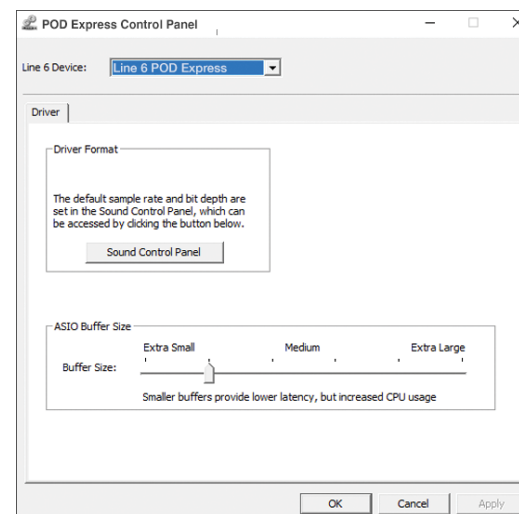 POD Express Control Panel
Line 6 Device: Line 6 POD Express
Driver
Driver Format
The default sample rate and bit depth are
set in the Sound Control Panel, which can
be accessed by clicking the button below.
Sound Control Panel
ASIO Buffer Size
Extra Small Medium Extra Large
Buffer Size:
Smaller buffers provide lower latency, but increased CPU usage
OK Cancel Apply